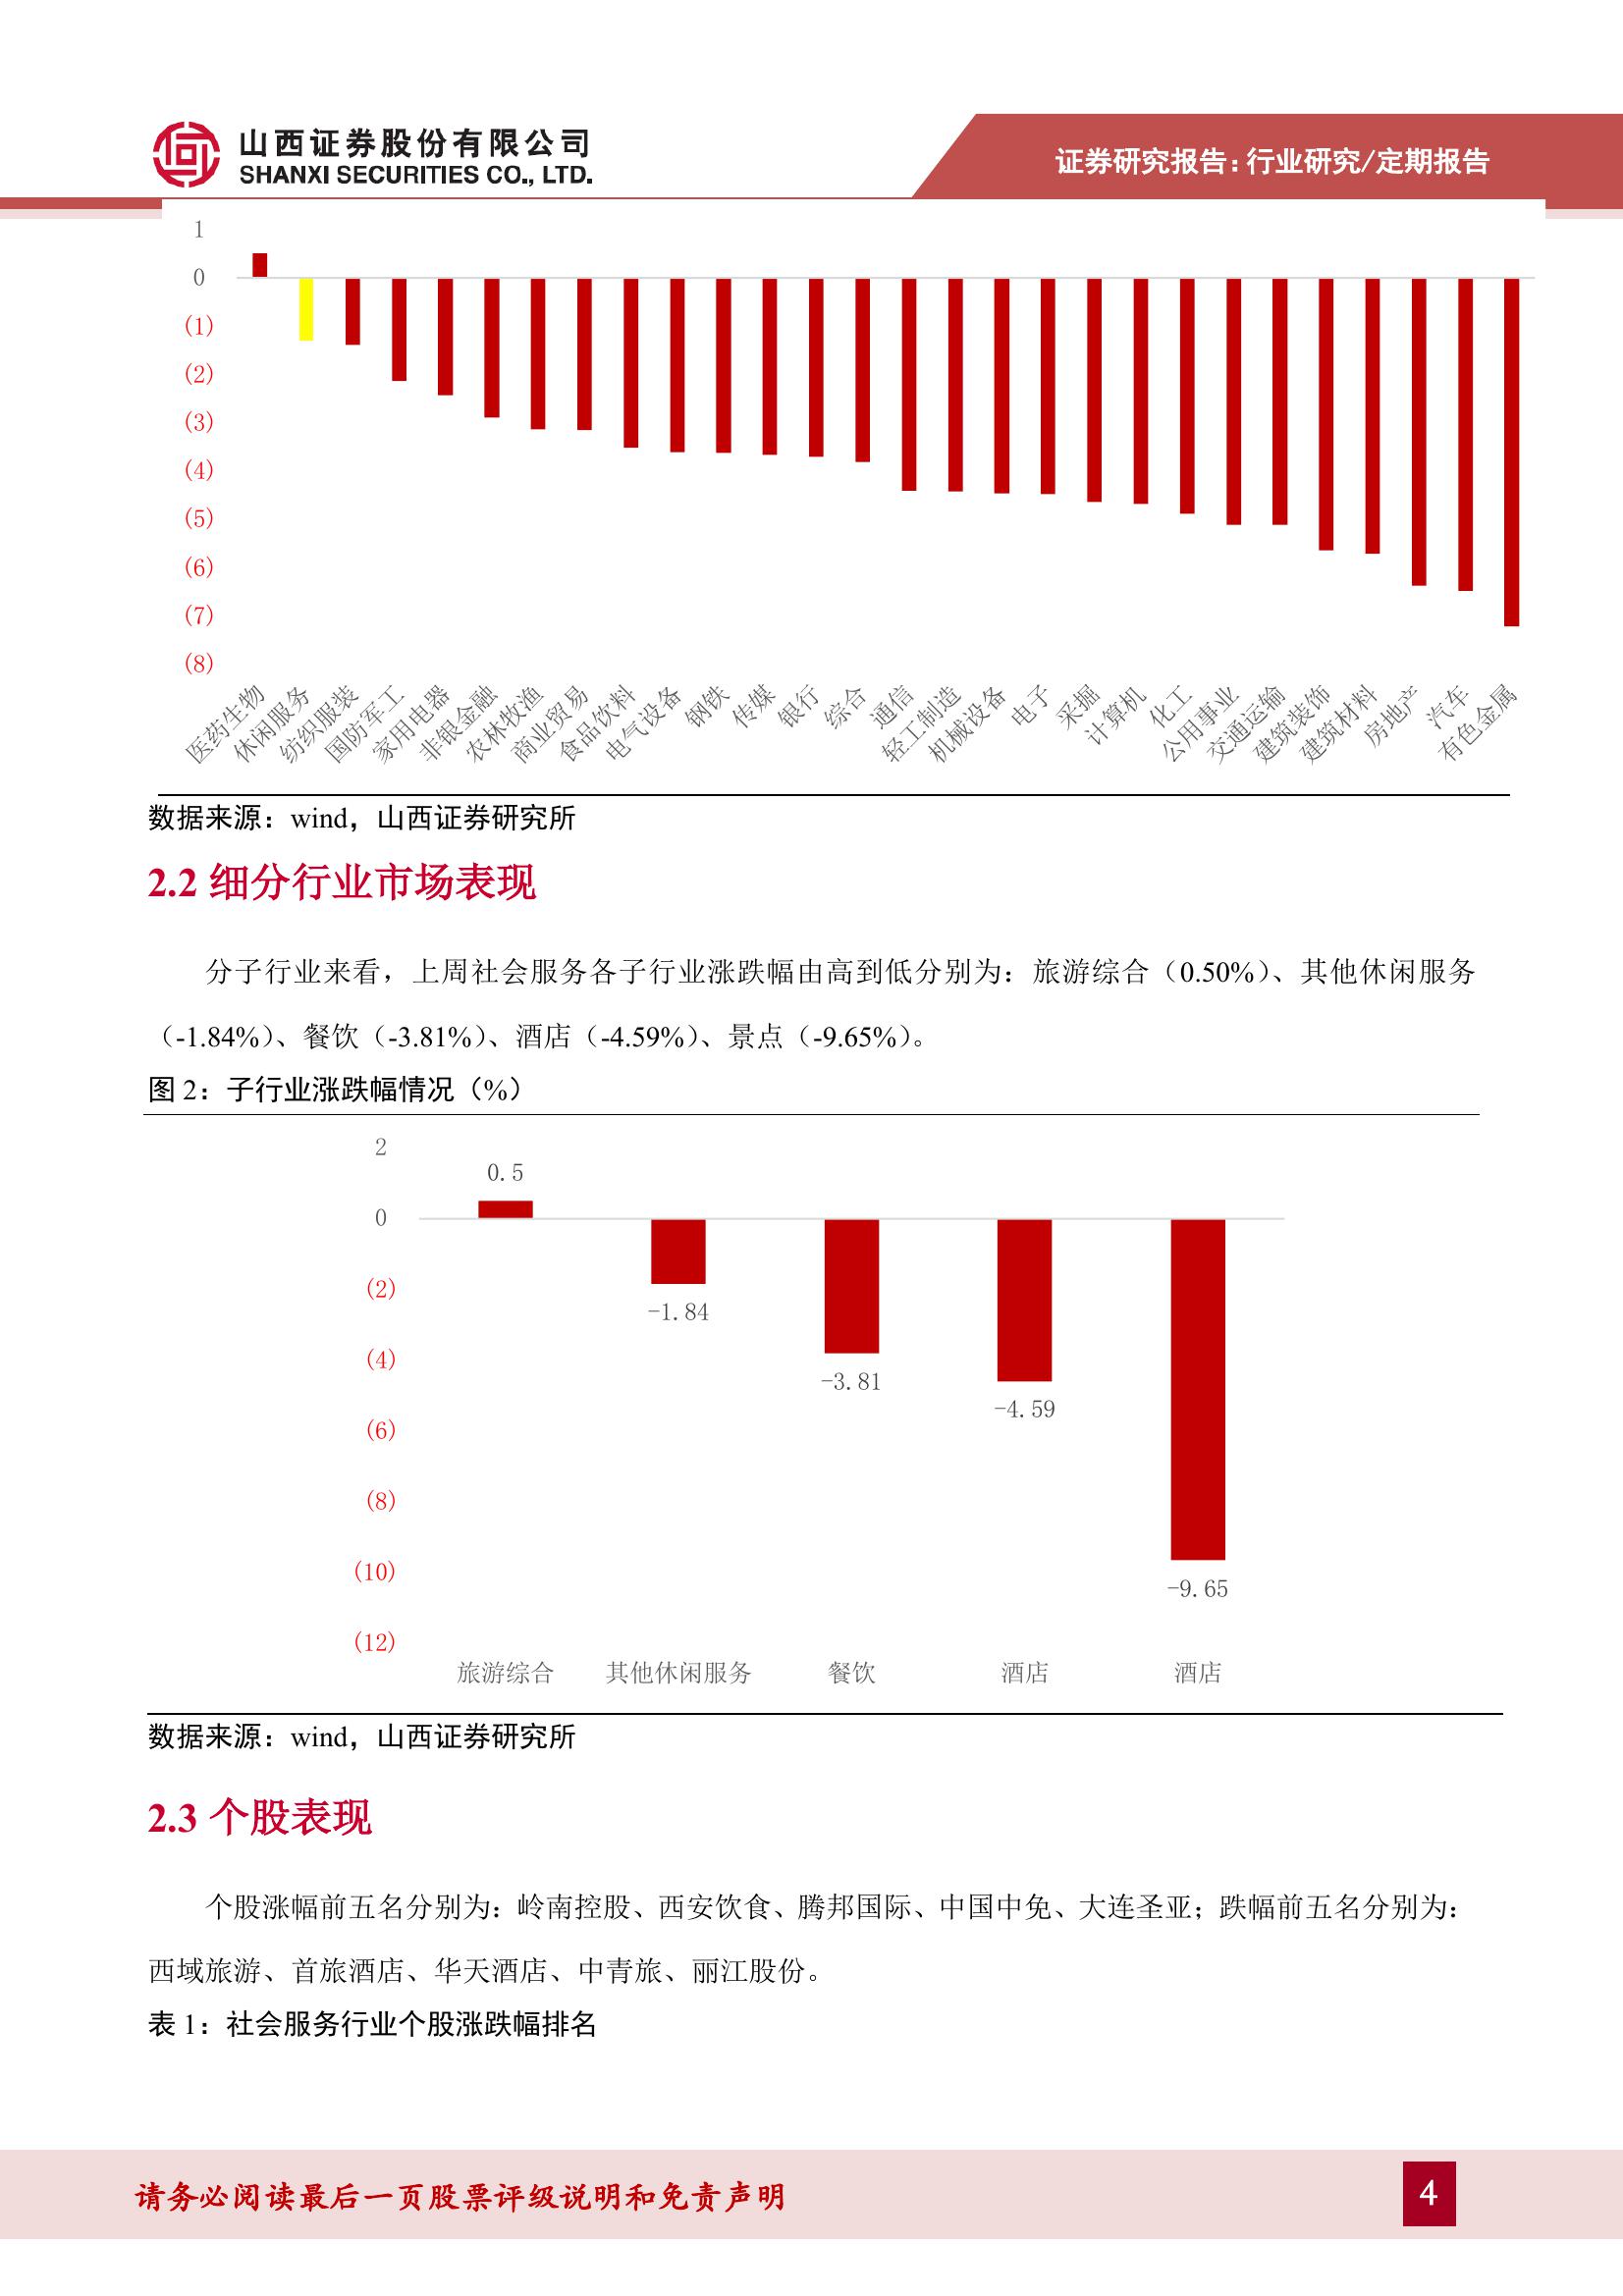 山西证券股份有限公司
SHANXI SECURITIES CO., LTD.
证券研究报告：行业研究/定期报告
1
0
(1)
(2)
(3)
(4)
(5)
(6)
(7)
(8)
医药生物
休闲服务
纺织服装
国防军工
家用电器
非银金融
农林牧渔
商业贸易
食品饮料
电气设备
钢铁
传媒
银行
综合
通信
轻工制造
机械设备
电子
采掘
计算机
化工
公用事业
交通运输
建筑装饰
建筑材料
房地产
汽车
有色金属
数据来源：wind，山西证券研究所
2.2 细分行业市场表现
分子行业来看，上周社会服务各子行业涨跌幅由高到低分别为：旅游综合（0.50%）、其他休闲服务
（-1.84%）、餐饮（-3.81%）、酒店（-4.59%）、景点（-9.65%）。
图 2：子行业涨跌幅情况（%）
2
0
(2)
(4)
(6)
(8)
(10)
(12)
0.5
-1.84
-3.81
-4.59
-9.65
旅游综合 其他休闲服务 餐饮 酒店 酒店
数据来源：wind，山西证券研究所
2.3 个股表现
个股涨幅前五名分别为：岭南控股、西安饮食、腾邦国际、中国中免、大连圣亚；跌幅前五名分别为：
西域旅游、首旅酒店、华天酒店、中青旅、丽江股份。
表 1：社会服务行业个股涨跌幅排名
请务必阅读最后一页股票评级说明和免责声明
4